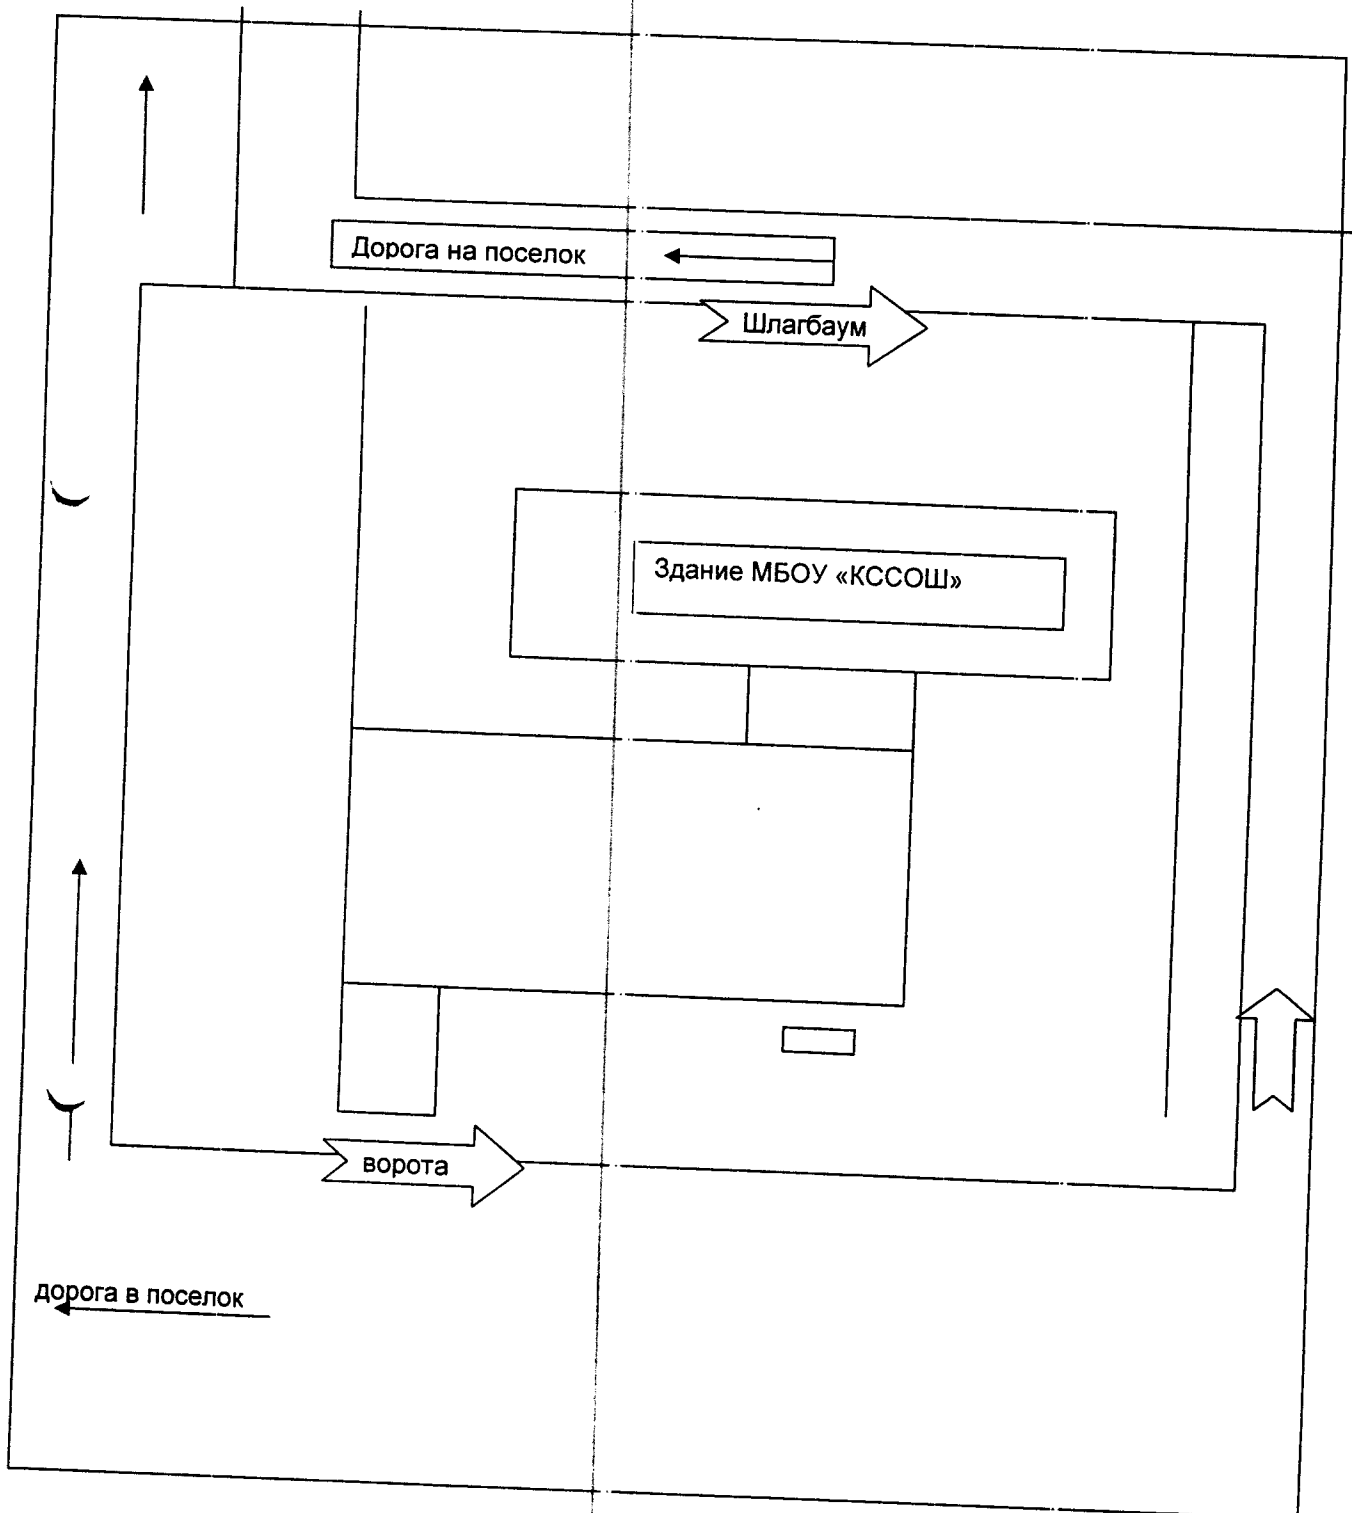 Дорога на поселок
Шлагбаум
Здание МБОУ «КССОШ»
ворота
дорога в поселок